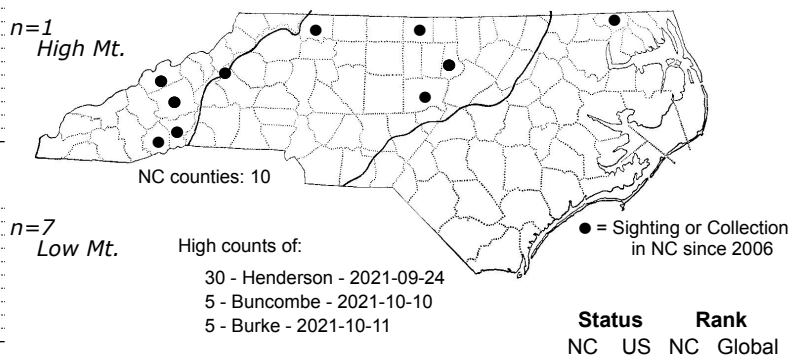 n=1
High Mt.
NC counties: 10
n=7
Low Mt.
High counts of:
30 - Henderson - 2021-09-24
5 - Buncombe - 2021-10-10
5 - Burke - 2021-10-11
● = Sighting or Collection
in NC since 2006
Status Rank
NC US NC Global